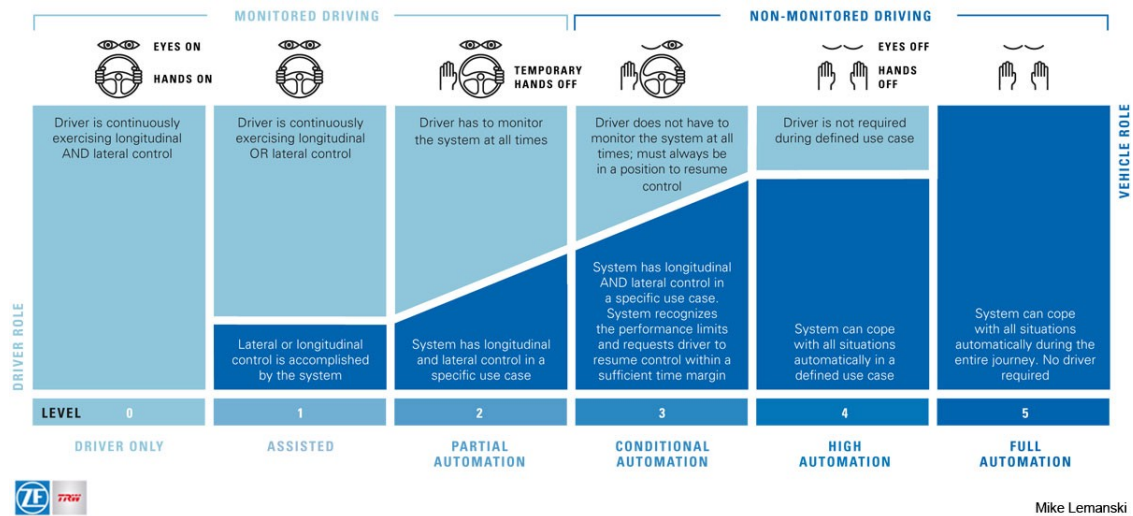 MONITORED DRIVING
NON-MONITORED DRIVING
EYES ON
HANDS ON
TEMPORARY
HANDS OFF
EYES OFF
HANDS
OFF
Driver is continuously
exercising longitudinal
AND lateral control
Driver is continuously
exercising longitudinal
OR lateral control
Driver has to monitor
the system at all times
Driver does not have to
monitor the system at all
times; must always be
in a position to resume
control
Driver is not required
during defined use case
VEHICLE ROLE
DRIVER ROLE
Lateral or longitudinal
control is accomplished
by the system
System has longitudinal
and lateral control in a
specific use case
System has longitudinal
AND lateral control in
a specific use case.
System recognizes
the performance limits
and requests driver to
resume control within a
sufficient time margin
System can cope
with all situations
automatically in a
defined use case
System can cope
with all situations
automatically during the
entire journey. No driver
required
LEVEL 0 1 2 3 4 5
DRIVER ONLY
ASSISTED
PARTIAL
AUTOMATION
CONDITIONAL
AUTOMATION
HIGH
AUTOMATION
FULL
AUTOMATION
ZF TRW
Mike Lemanski